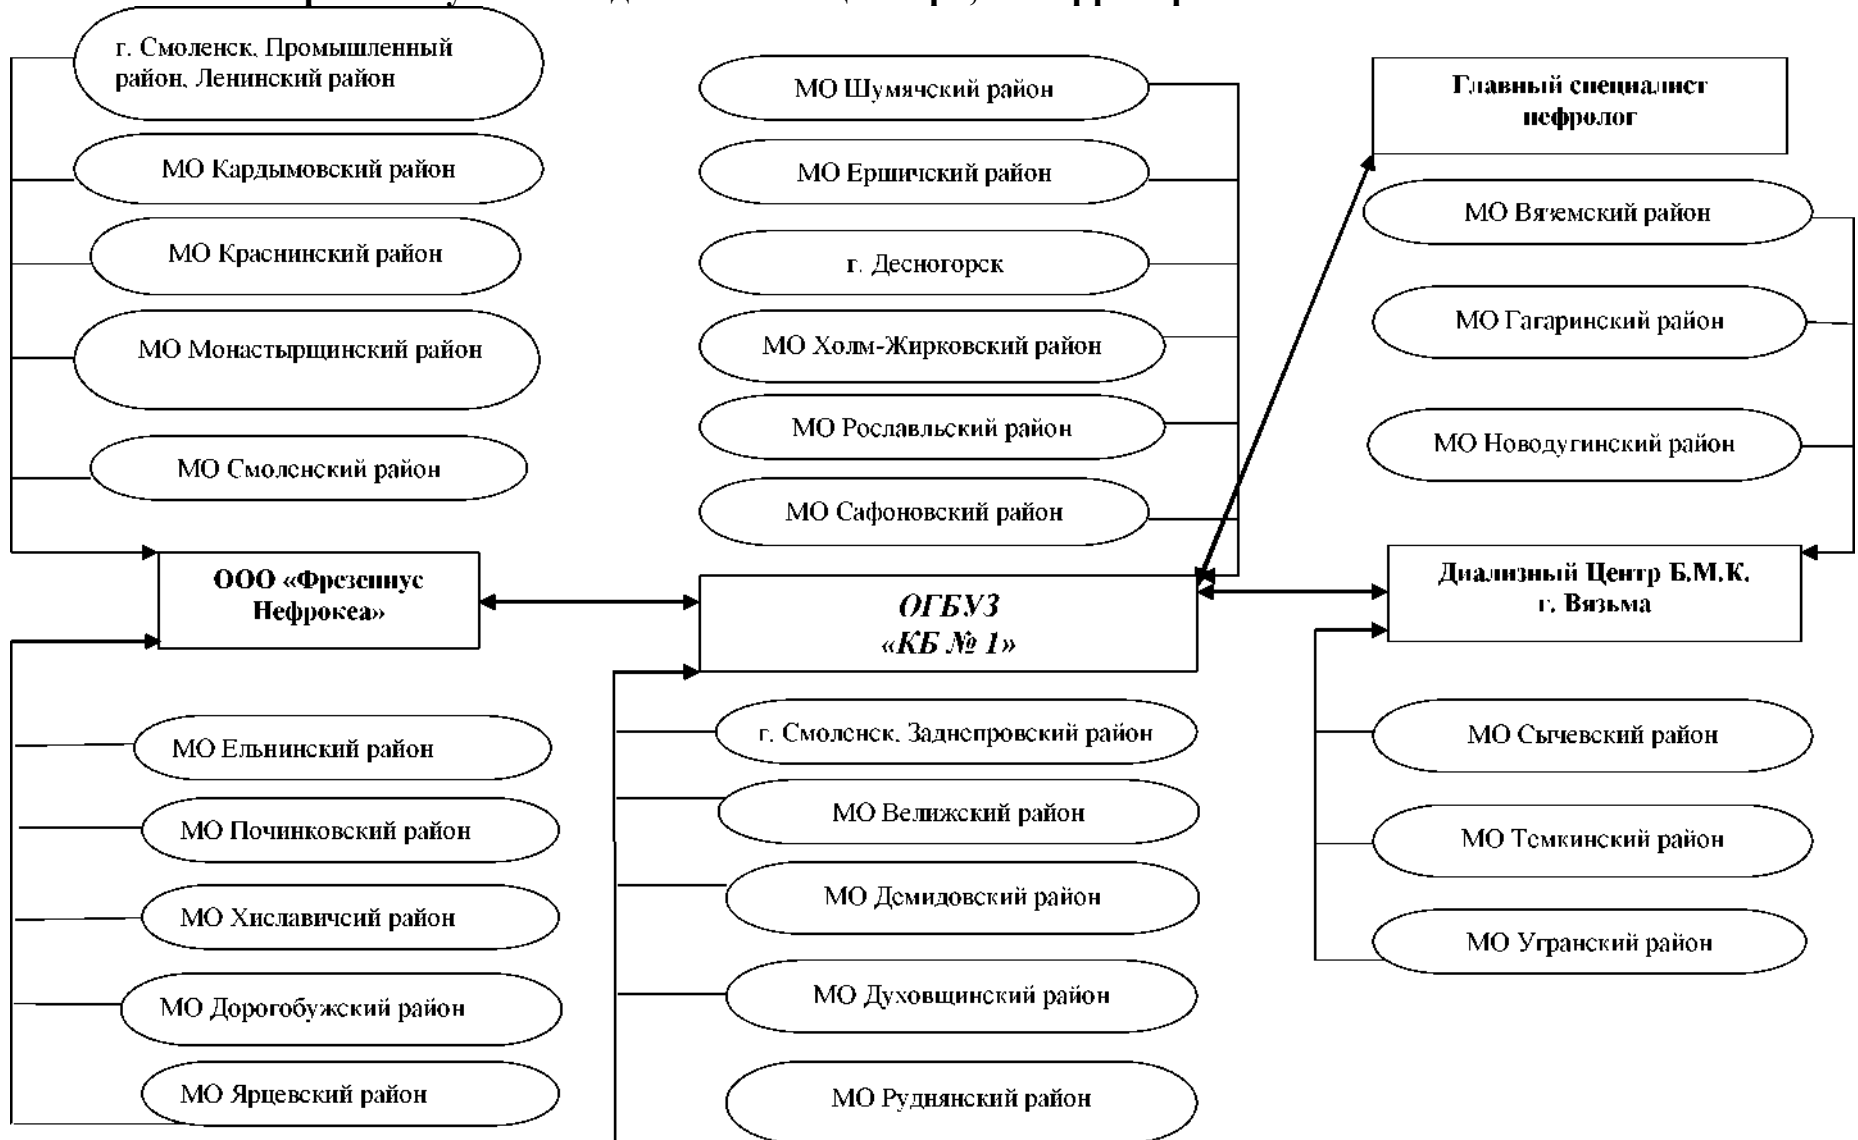 г. Смоленск, Промышленный
район, Ленинский район
МО Кардымовский район
МО Краснинский район
МО Монастырщинский район
МО Смоленский район
ООО «Фрезениус
Нефрокеа»
МО Ельнинский район
МО Починковский район
МО Хиславичсий район
МО Дорогобужский район
МО Ярцевский район
МО Шумячский район
МО Ершичский район
г. Десногорск
МО Холм-Жирковский район
МО Рославльский район
МО Сафоновский район
ОГБУЗ
«КБ № 1»
г. Смоленск, Заднепровский район
МО Велижский район
МО Демидовский район
МО Духовщинский район
МО Руднянский район
Главный специалист
нефролог
МО Вяземский район
МО Гагаринский район
МО Новодугинский район
Диализный Центр Б.М.К.
г. Вязьма
МО Сычевский район
МО Темкинский район
МО Угранский район